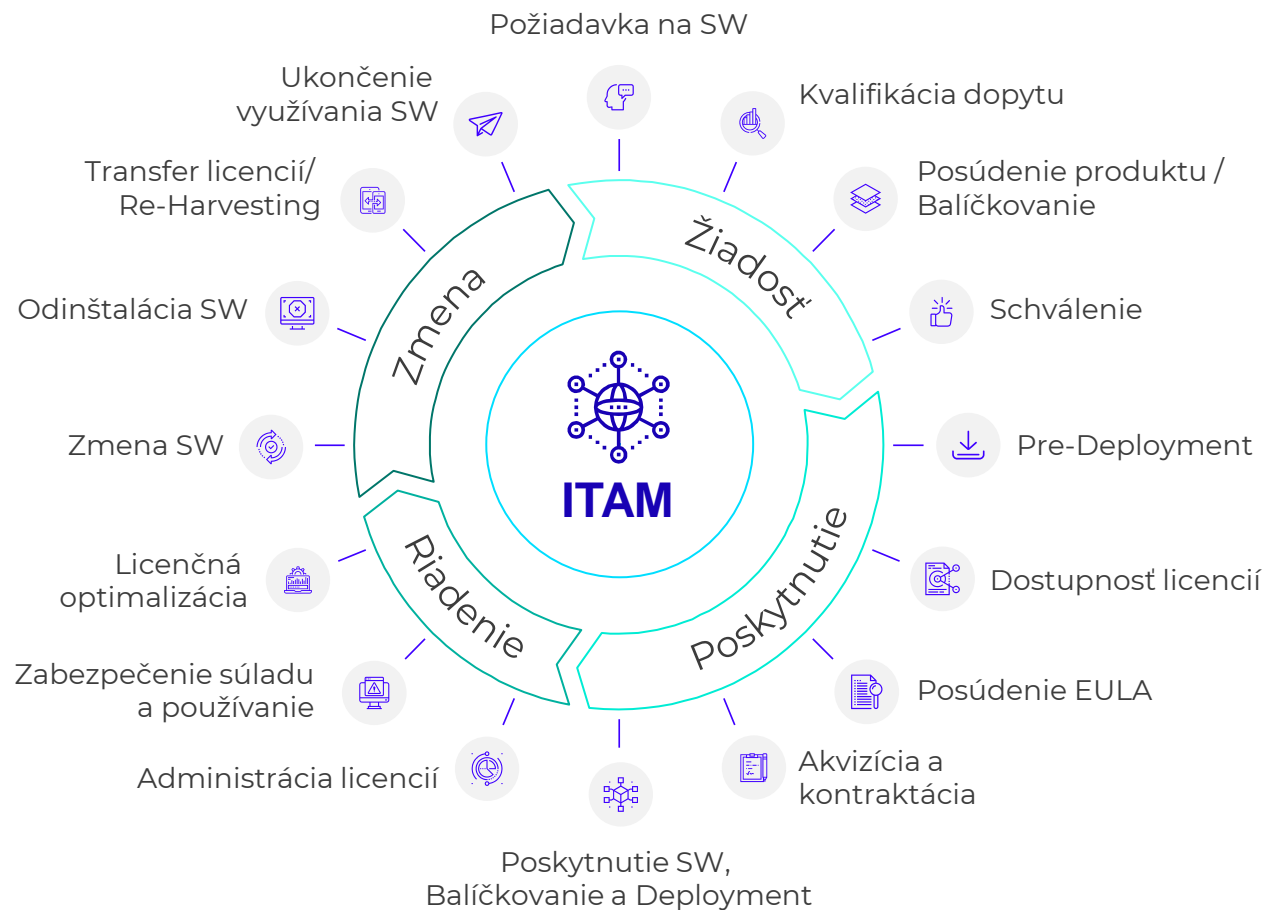 Požiadavka na SW
Kvalifikácia dopytu
Posúdenie produktu /
Balíčkovanie
Schválenie
Pre-Deployment
Dostupnosť licencií
Posúdenie EULA
Akvizícia a
kontraktácia
Poskytnutie SW,
Balíčkovanie a Deployment
Administrácia licencií
Zabezpečenie súladu
a používanie
Licenčná
optimalizácia
Zmena SW
Odinštalácia SW
Transfer licencií/
Re-Harvesting
Ukončenie
využívania SW
Žiadosť
Poskytnutie
Riadenie
Zmena
ITAM